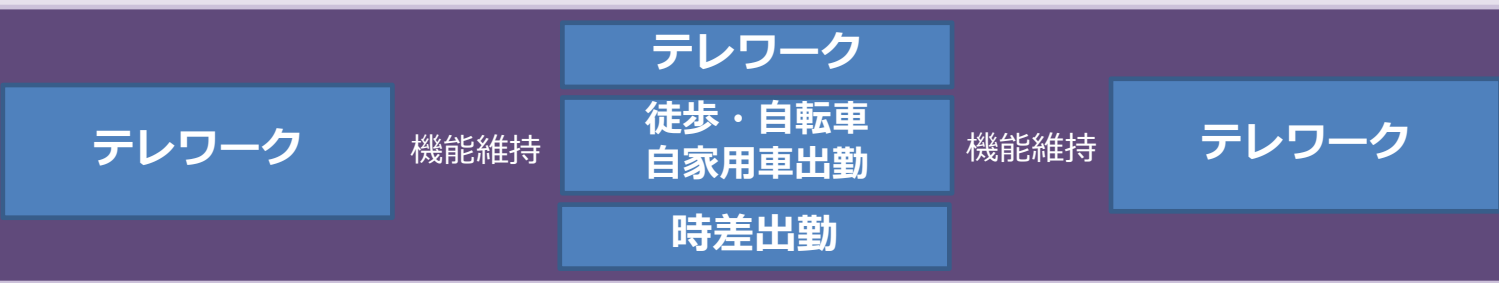 テレワーク
機能維持
テレワーク
徒歩・自転車
自家用車出勤
時差出勤
機能維持
テレワーク